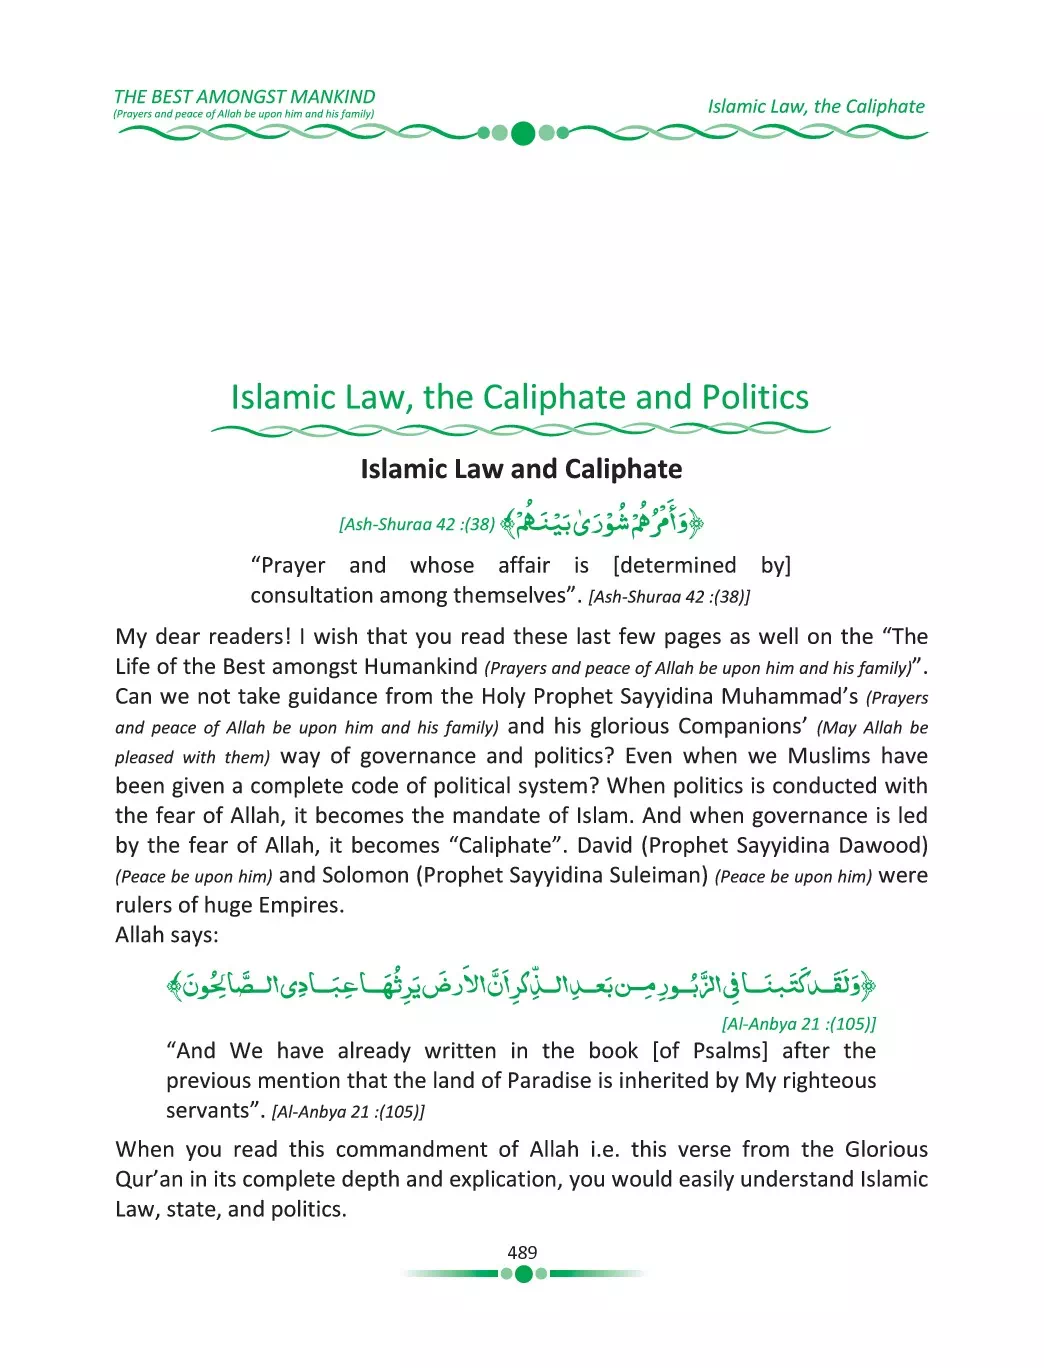 THE BEST AMONGST MANKIND
(Prayers and peace of Allah be upon him and his family)
Islamic Law, the Caliphate
Islamic Law, the Caliphate and Politics
Islamic Law and Caliphate
﴿وَأَمْرُهُمْ شُوْرَىٰ بَيْنَهُمْ﴾ [Ash-Shuraa 42 :(38)
“Prayer and whose affair is [determined by]
consultation among themselves”. [Ash-Shuraa 42 :(38)]
My dear readers! I wish that you read these last few pages as well on the “The
Life of the Best amongst Humankind (Prayers and peace of Allah be upon him and his family)”.
Can we not take guidance from the Holy Prophet Sayyidina Muhammad’s (Prayers
and peace of Allah be upon him and his family) and his glorious Companions’ (May Allah be
pleased with them) way of governance and politics? Even when we Muslims have
been given a complete code of political system? When politics is conducted with
the fear of Allah, it becomes the mandate of Islam. And when governance is led
by the fear of Allah, it becomes “Caliphate”. David (Prophet Sayyidina Dawood)
(Peace be upon him) and Solomon (Prophet Sayyidina Suleiman) (Peace be upon him) were
rulers of huge Empires.
Allah says:
﴿وَلَقَد كَتَبنَا فِي الزَّبُورِ مِن بَعدِ الذِّكرِ اَنَّ الاَرضَ يَرِثُهَا عِبَادِى الصَّالِحُونَ﴾
[Al-Anbya 21 :(105)]
“And We have already written in the book [of Psalms] after the
previous mention that the land of Paradise is inherited by My righteous
servants”. [Al-Anbya 21 :(105)]
When you read this commandment of Allah i.e. this verse from the Glorious
Qur’an in its complete depth and explication, you would easily understand Islamic
Law, state, and politics.
489